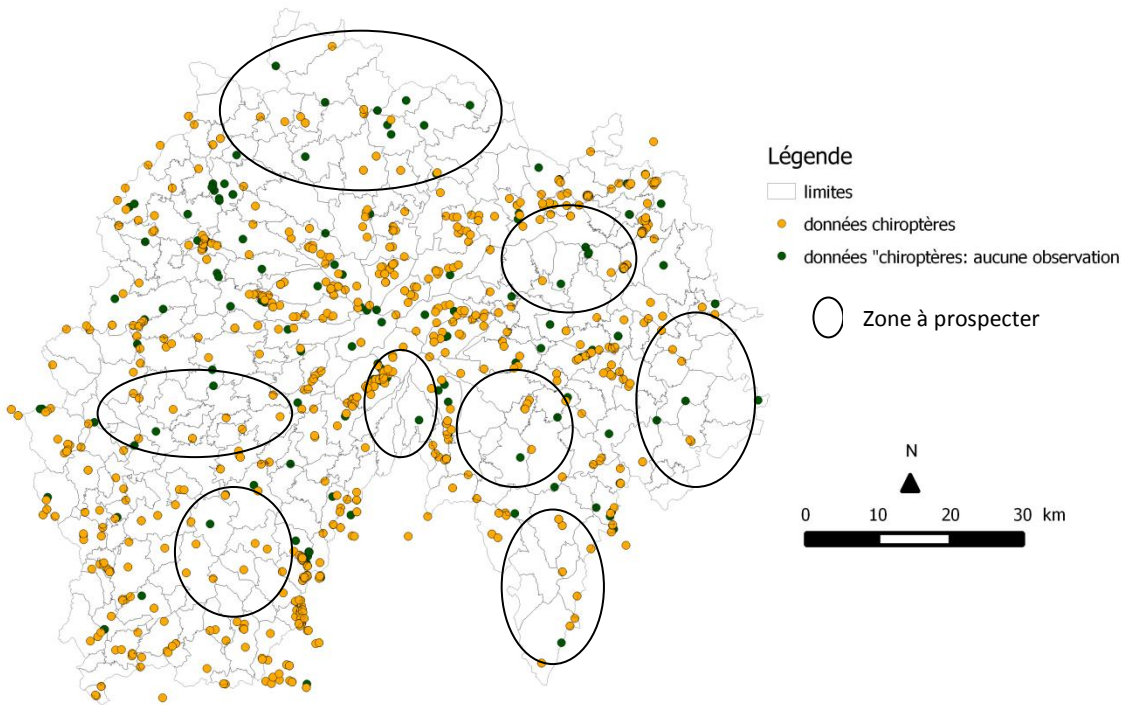 Légende
limites
données chiroptères
données "chiroptères: aucune observation
Zone à prospecter
N
0 10 20 30 km